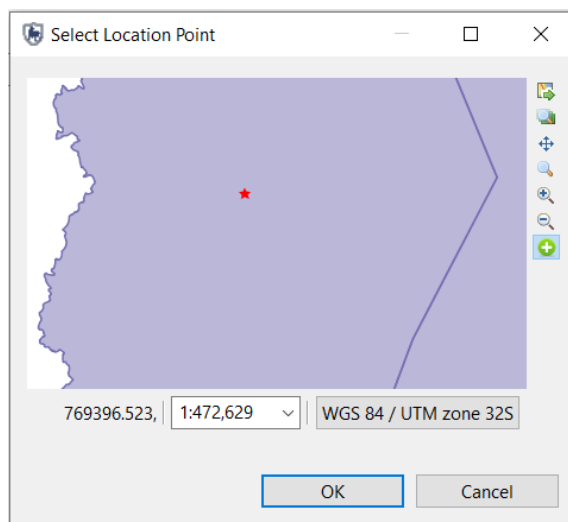 Select Location Point
769396.523, 1:472,629 WGS 84 / UTM zone 32S
OK Cancel